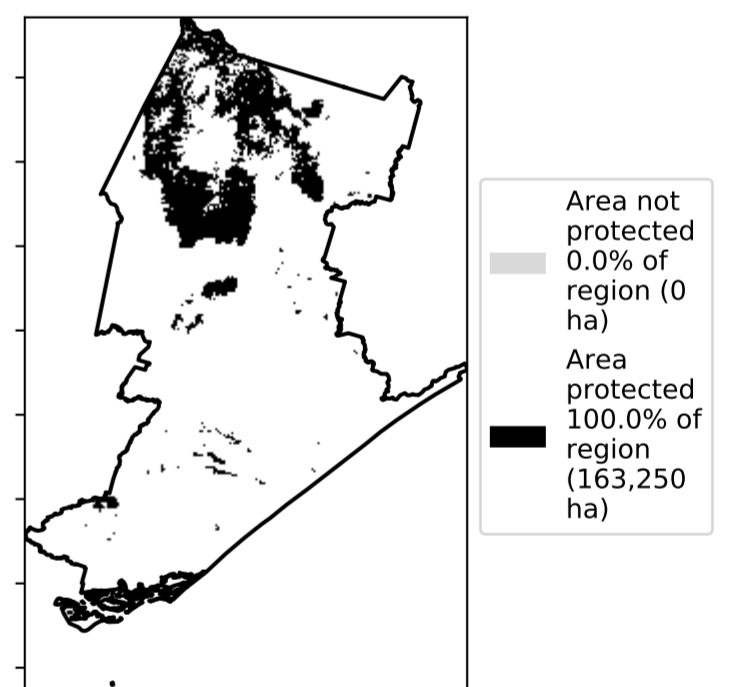 Area not
protected
0.0% of
region (0
ha)
Area
protected
100.0% of
region
(163,250
ha)